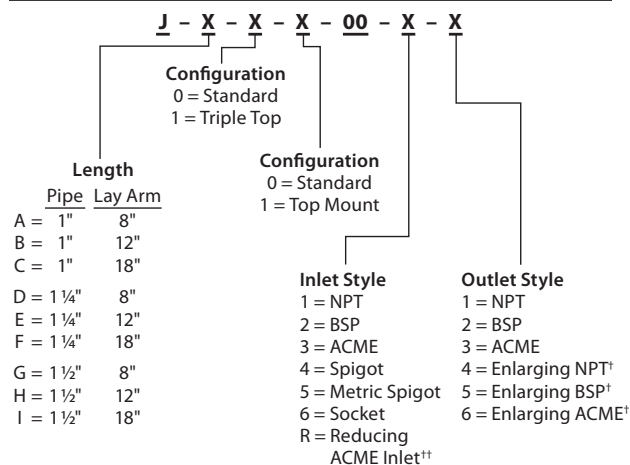 J – X – X – X – 00 – X – X
Configuration
0 = Standard
1 = Triple Top
Configuration
0 = Standard
1 = Top Mount
Length
Pipe Lay Arm
A = 1" 8"
B = 1" 12"
C = 1" 18"
D = 1 ¼" 8"
E = 1 ¼" 12"
F = 1 ¼" 18"
G = 1 ½" 8"
H = 1 ½" 12"
I = 1 ½" 18"
Inlet Style
1 = NPT
2 = BSP
3 = ACME
4 = Spigot
5 = Metric Spigot
6 = Socket
R = Reducing
ACME Inlet††
Outlet Style
1 = NPT
2 = BSP
3 = ACME
4 = Enlarging NPT†
5 = Enlarging BSP†
6 = Enlarging ACME†